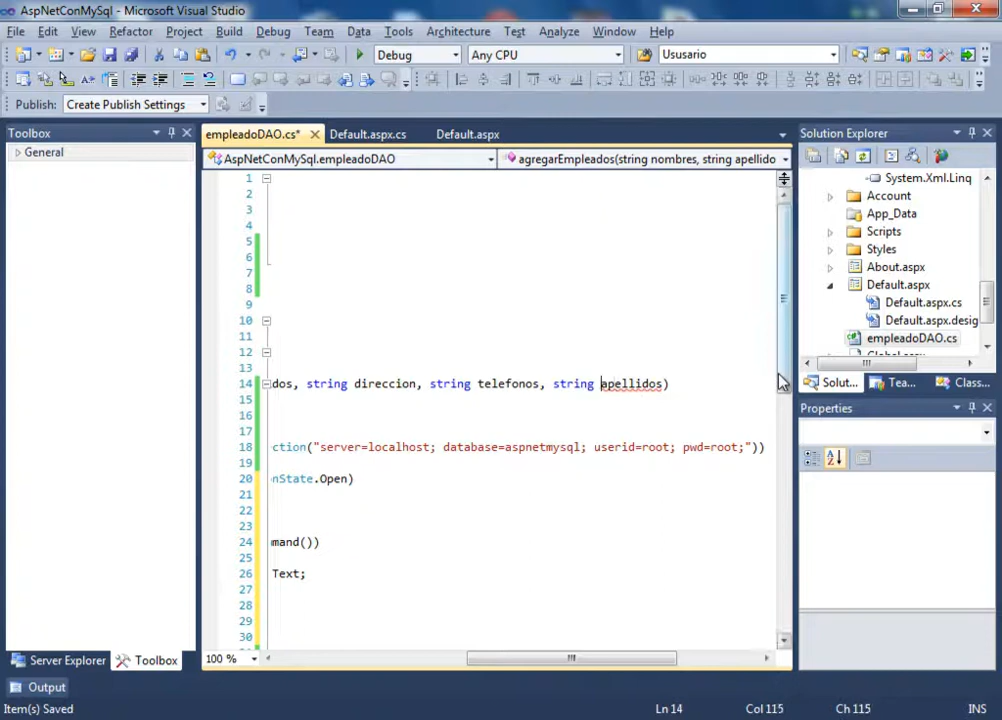 AspNetConMySql - Microsoft Visual Studio
File Edit View Refactor Project Build Debug Team Data Tools Architecture Test Analyze Window Help
Debug Any CPU Ususario
Publish: Create Publish Settings
Toolbox
General
empleadoDAO.cs* Default.aspx.cs Default.aspx
AspNetConMySql.empleadoDAO agregarEmpleados(string nombres, string apellido
1
2
3
4
5
6
7
8
9
10
11
12
13
14 dos, string direccion, string telefonos, string apellidos)
15
16
17
18 ction("server=localhost; database=aspnetmysql; userid=root; pwd=root;"))
19
20 nState.Open)
21
22
23
24 mand())
25
26 Text;
27
28
29
30
100 %
Solution Explorer
System.Xml.Linq
Account
App_Data
Scripts
Styles
About.aspx
Default.aspx
Default.aspx.cs
Default.aspx.desig
empleadoDAO.cs
Solut... Tea... Class...
Properties
Server Explorer Toolbox
Output
Item(s) Saved Ln 14 Col 115 Ch 115 INS